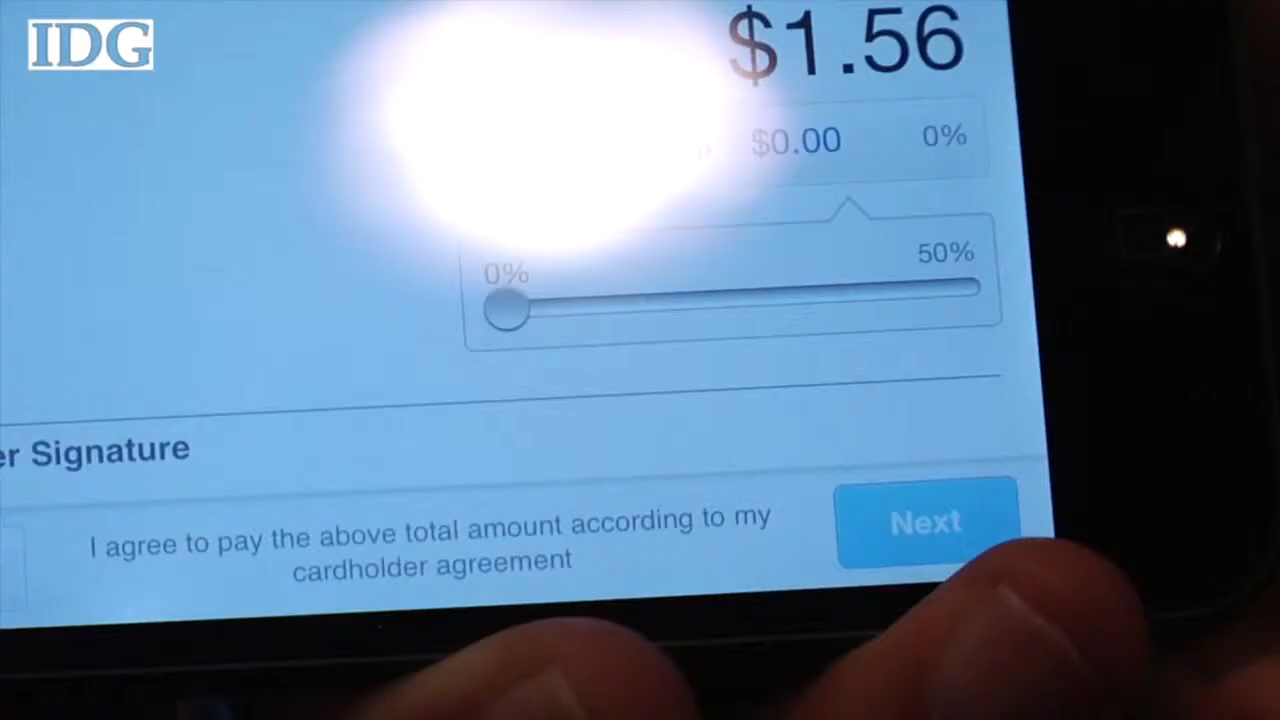 IDG
$1.56
$0.00 0%
0% 50%
Signature
I agree to pay the above total amount according to my
cardholder agreement
Next